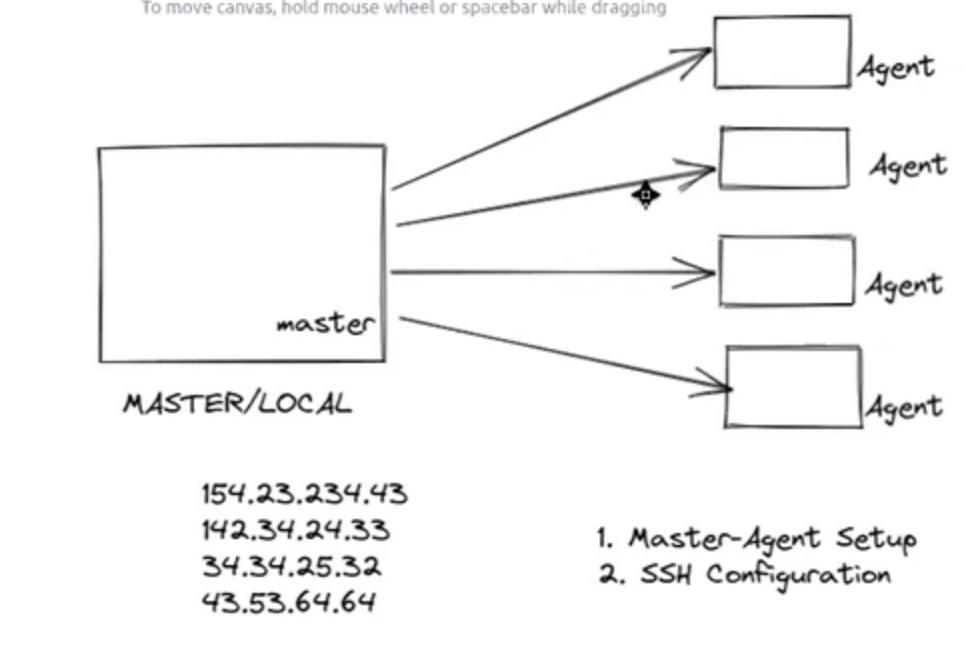 To move canvas, hold mouse wheel or spacebar while dragging
Agent
Agent
Agent
master
MASTER/LOCAL
Agent
154.23.234.43
142.34.24.33
34.34.25.32
43.53.64.64
1. Master-Agent Setup
2. SSH Configuration